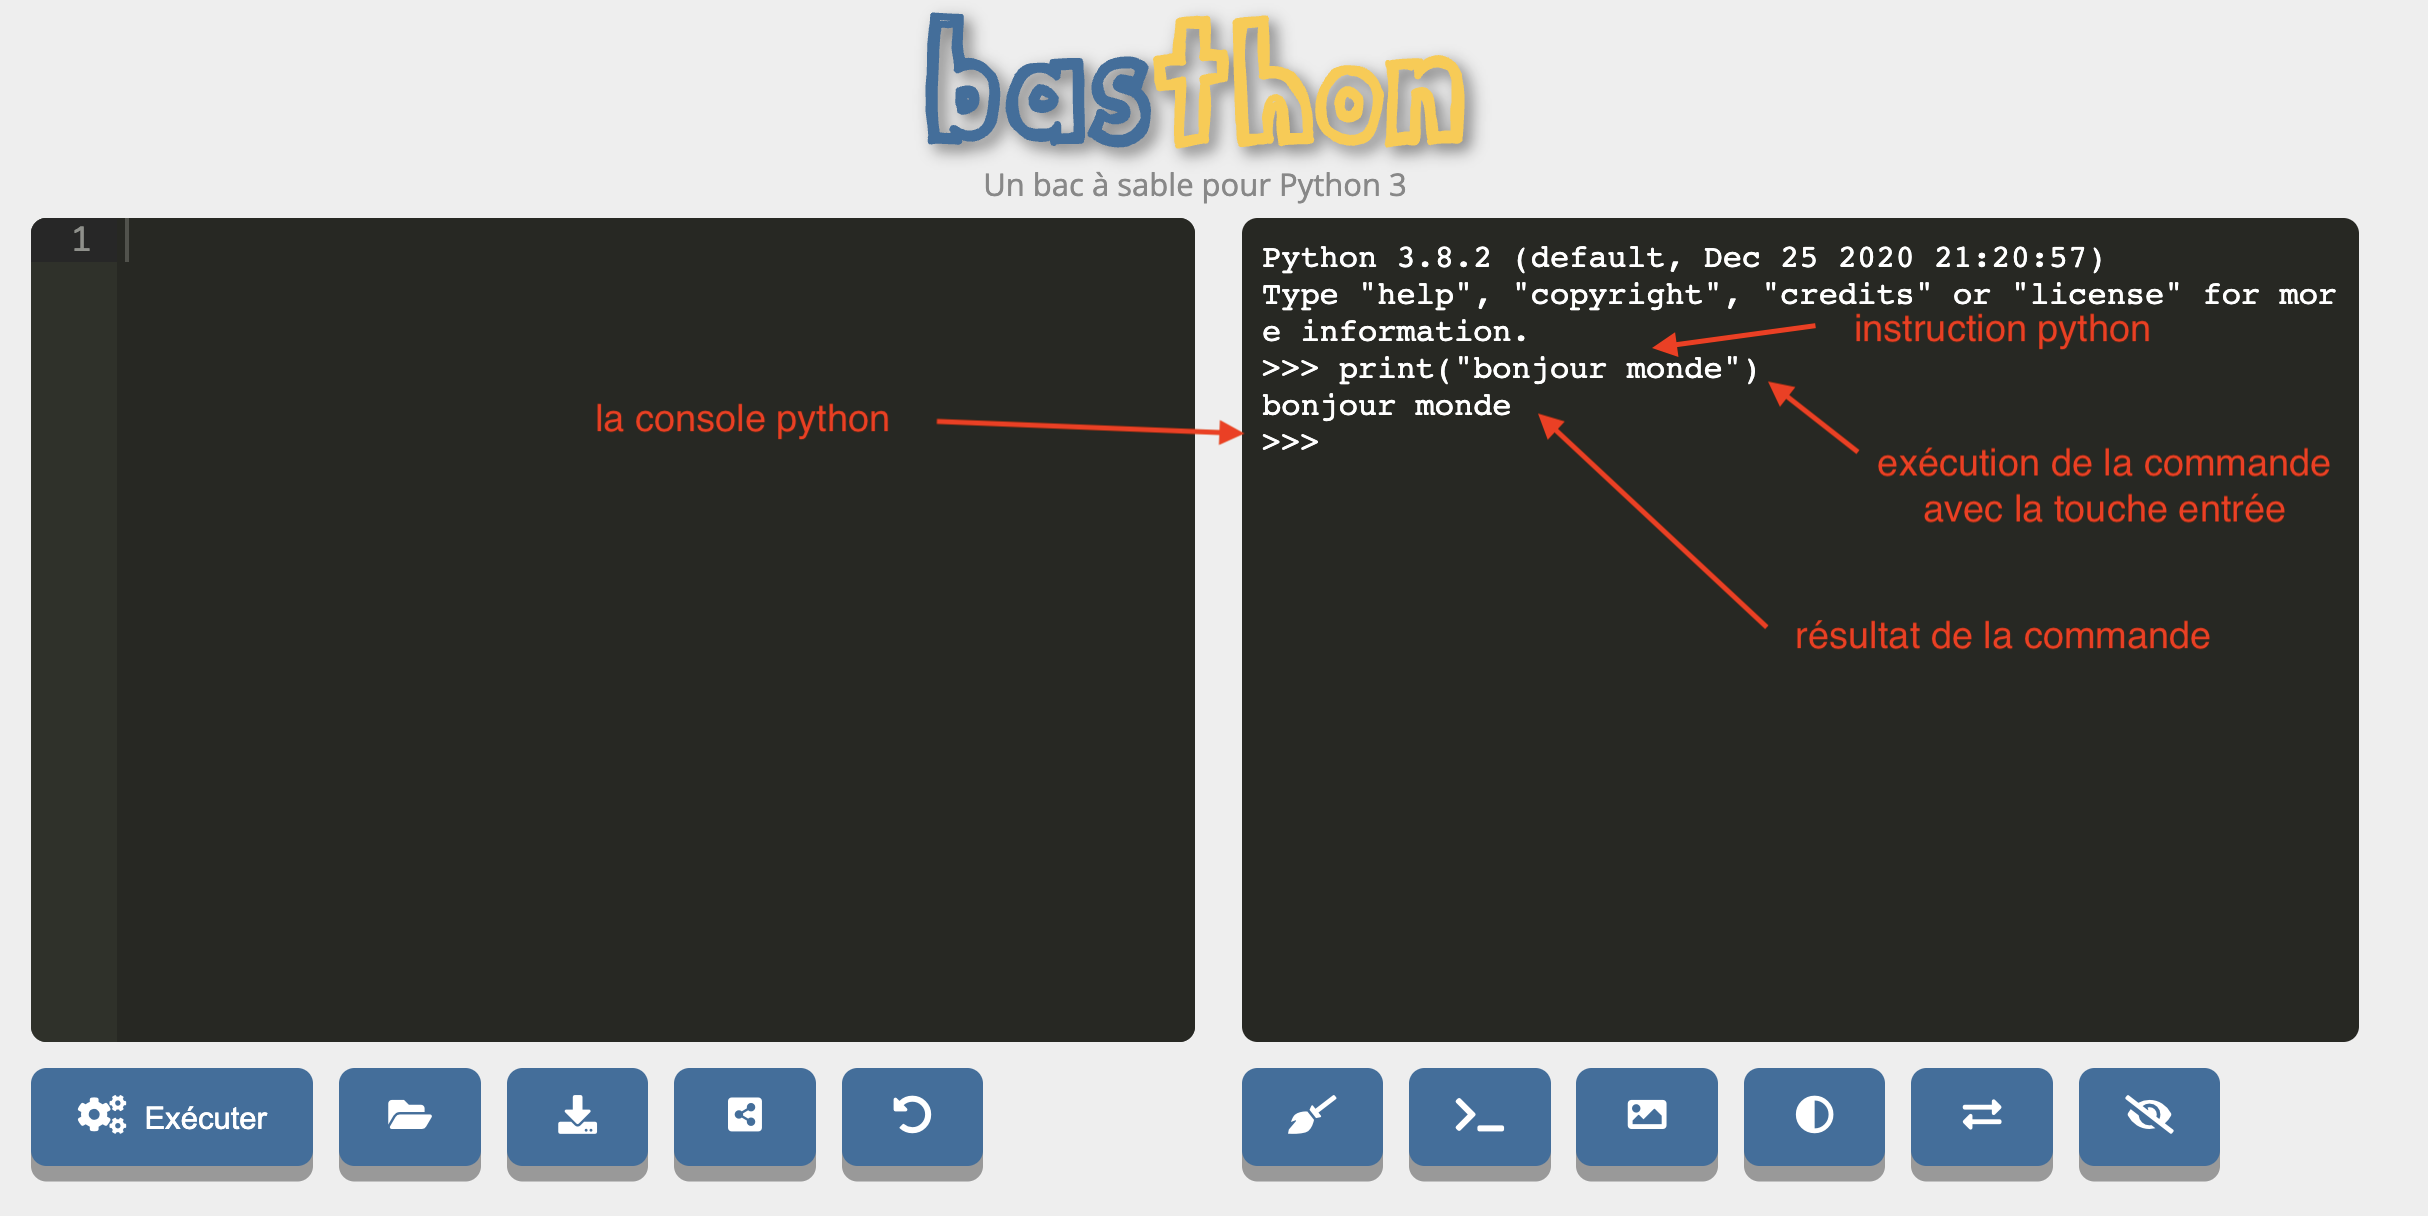 basthon
Un bac à sable pour Python 3
1
Python 3.8.2 (default, Dec 25 2020 21:20:57)
Type "help", "copyright", "credits" or "license" for mor
e information.
instruction python
>>> print("bonjour monde")
bonjour monde
la console python
>>>
exécution de la commande
avec la touche entrée
résultat de la commande
Exécuter